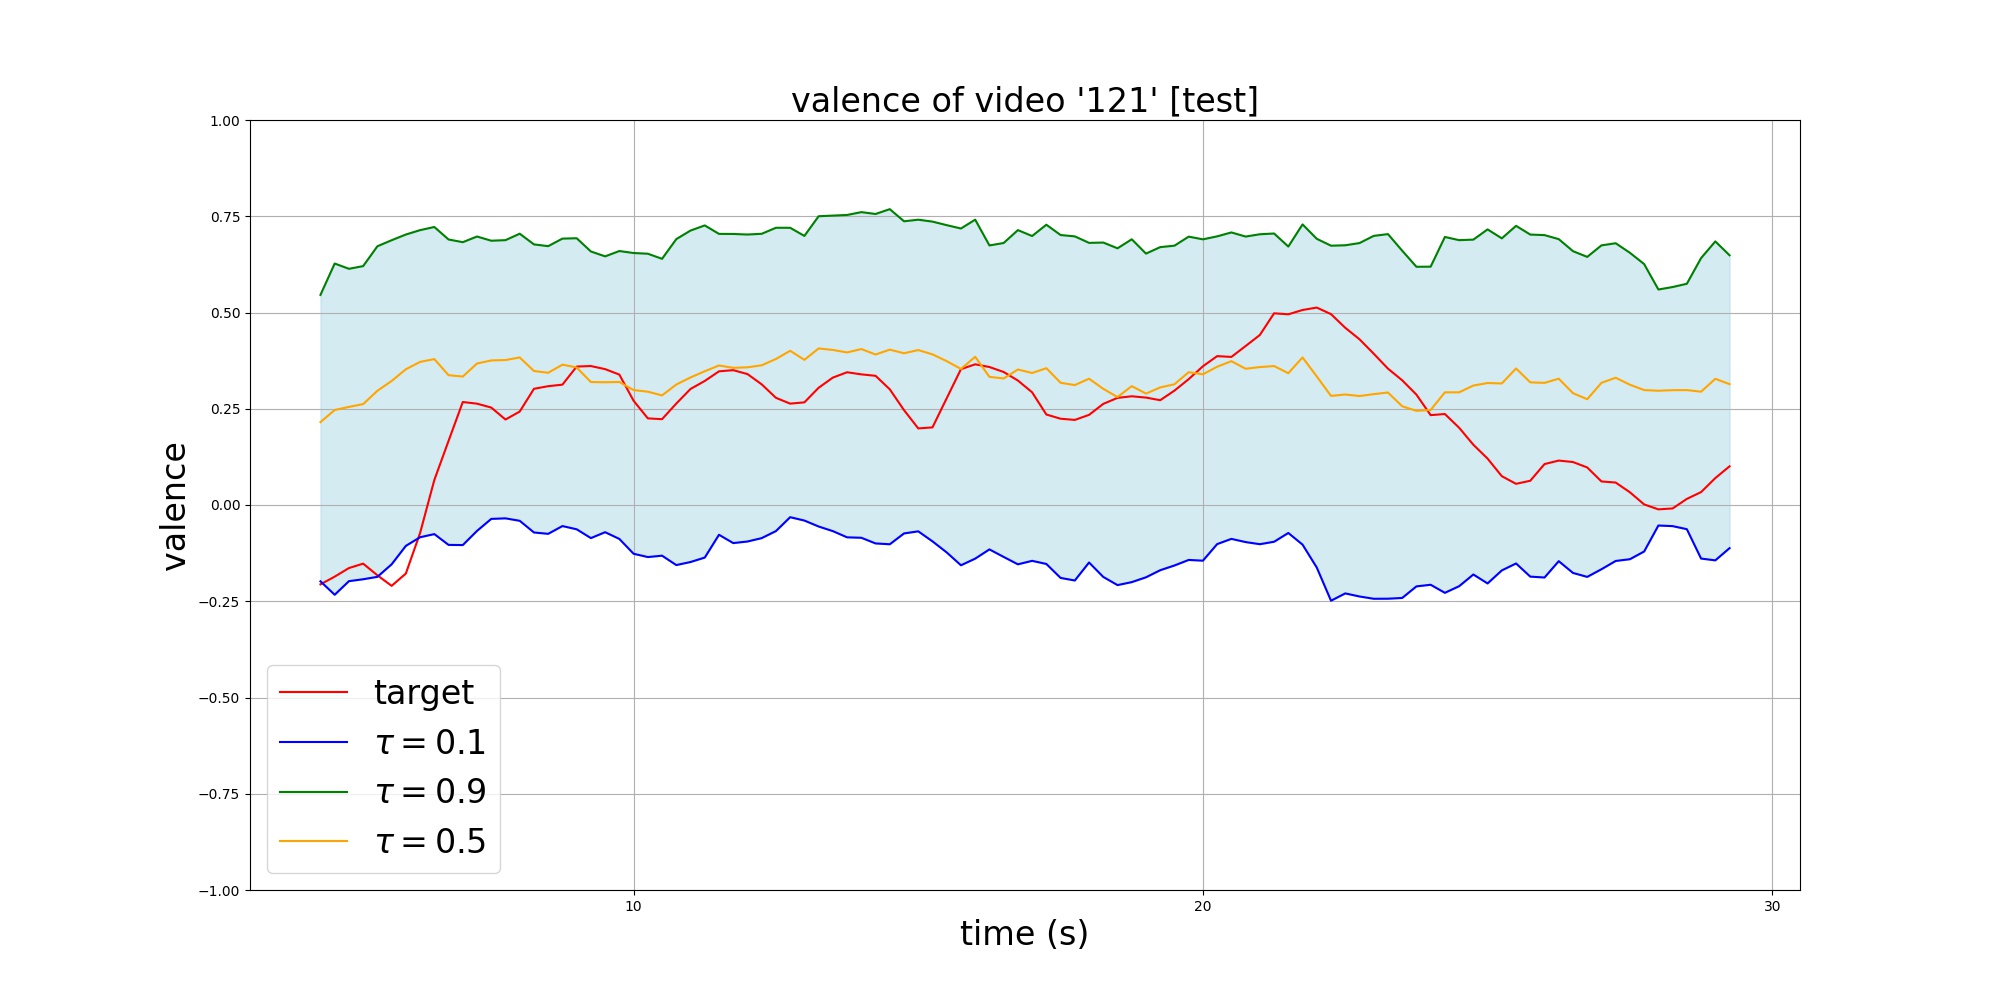 valence of video '121' [test]
1.00
0.75
0.50
0.25
0.00
−0.25
−0.50
−0.75
−1.00
valence
target
τ = 0.1
τ = 0.9
τ = 0.5
10 20 30
time (s)